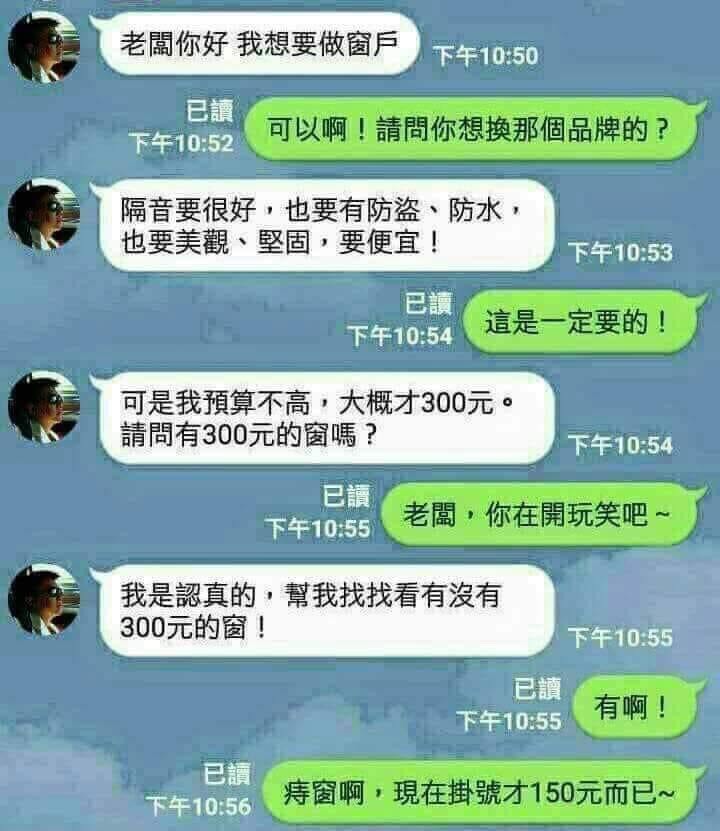 老闆你好 我想要做窗戶
下午10:50
已讀
下午10:52
可以啊！請問你想換那個品牌的？
隔音要很好，也要有防盜、防水，
也要美觀、堅固，要便宜！
下午10:53
已讀
下午10:54
這是一定要的！
可是我預算不高，大概才300元。
請問有300元的窗嗎？
下午10:54
已讀
下午10:55
老闆，你在開玩笑吧～
我是認真的，幫我找找看有沒有
300元的窗！
下午10:55
已讀
下午10:55
有啊！
已讀
下午10:56
痔窗啊，現在掛號才150元而已~